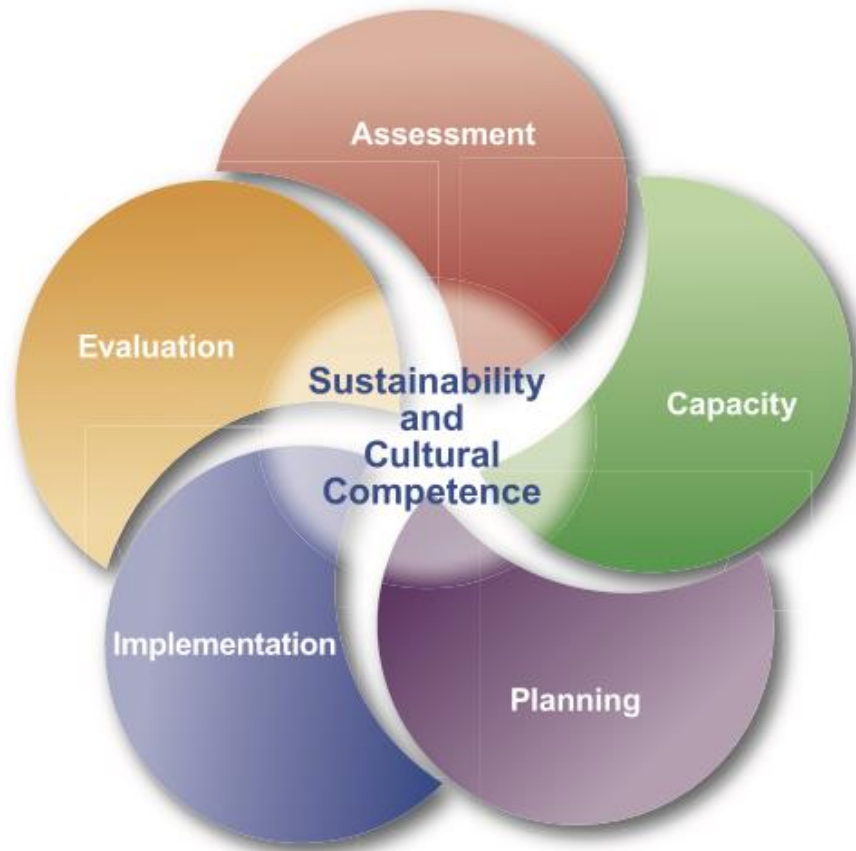 Assessment
Capacity
Planning
Implementation
Evaluation
Sustainability
and
Cultural
Competence